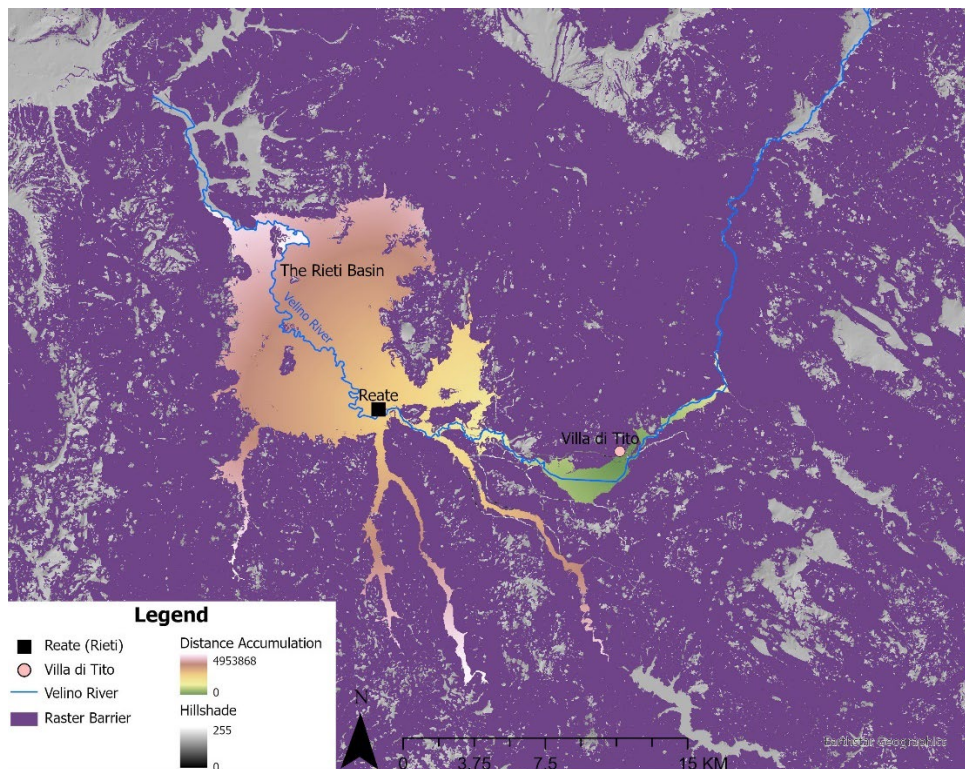 The Rieti Basin
Velino River
Reate
Villa di Tito
Legend
Reate (Rieti)
Villa di Tito
Velino River
Raster Barrier
Distance Accumulation
4953868
0
Hillshade
255
0
N
0 3.75 7.5 15 KM
Earthstar Geographics